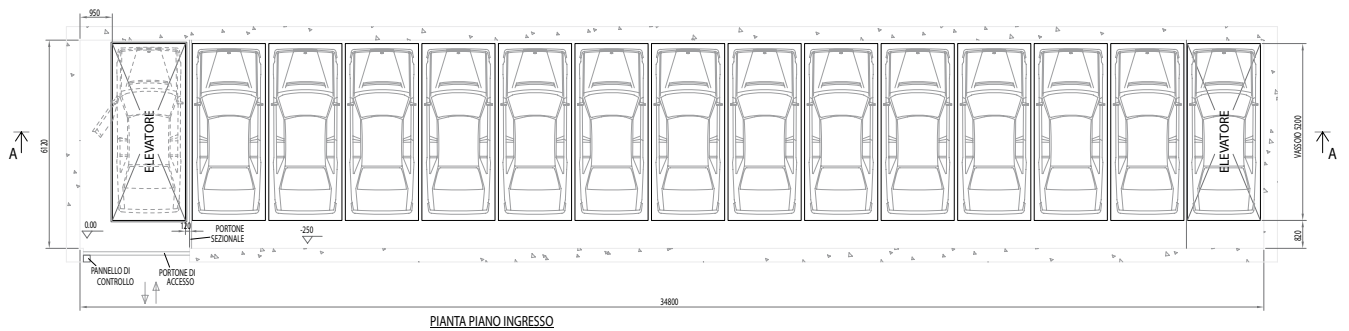 950
ELEVATORE
ELEVATORE
A
6120
VASSOIO 5200
A
0.00
120
PORTONE
SEZIONALE
-250
820
PANNELLO DI
CONTROLLO
PORTONE DI
ACCESSO
34800
PIANTA PIANO INGRESSO